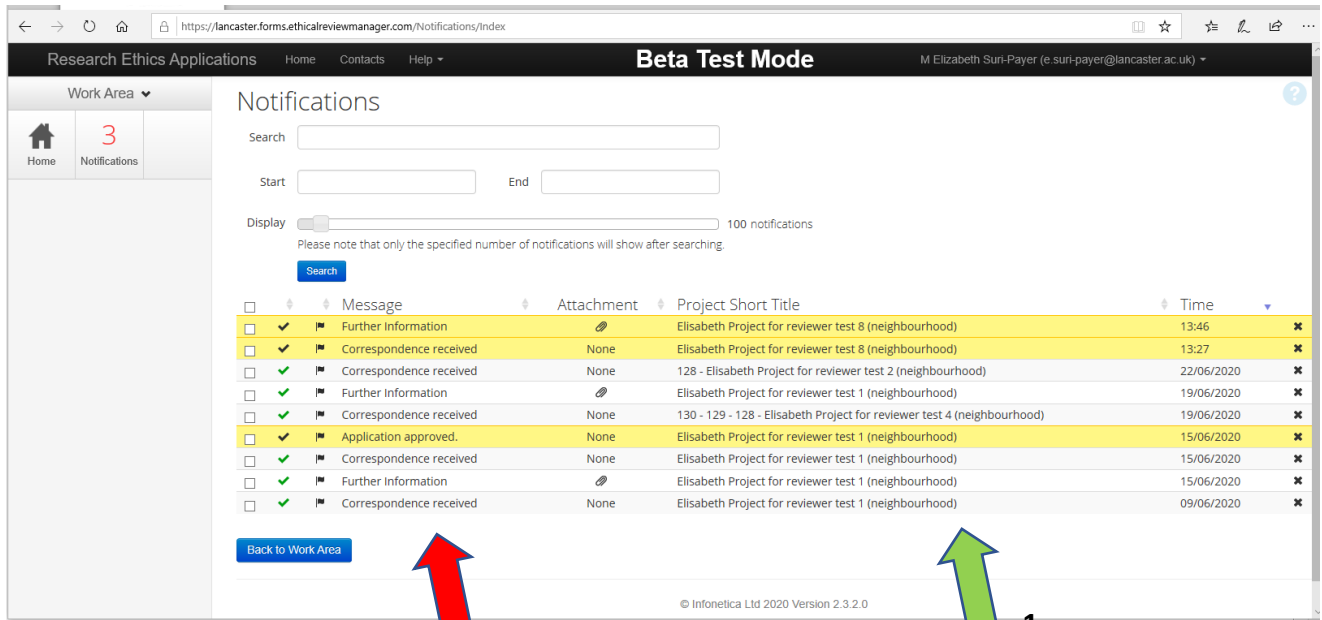 https://lancaster.forms.ethicalreviewmanager.com/Notifications/Index
Research Ethics Applications Home Contacts Help Beta Test Mode M Elizabeth Suri-Payer (e.suri-payer@lancaster.ac.uk)
Work Area
3
Home Notifications
Notifications
?
Search
Start End
Display 100 notifications
Please note that only the specified number of notifications will show after searching.
Search
Message Attachment Project Short Title Time
Further Information Elisabeth Project for reviewer test 8 (neighbourhood) 13:46
Correspondence received None Elisabeth Project for reviewer test 8 (neighbourhood) 13:27
Correspondence received None 128 - Elisabeth Project for reviewer test 2 (neighbourhood) 22/06/2020
Further Information Elisabeth Project for reviewer test 1 (neighbourhood) 19/06/2020
Correspondence received None 130 - 129 - 128 - Elisabeth Project for reviewer test 4 (neighbourhood) 19/06/2020
Application approved. None Elisabeth Project for reviewer test 1 (neighbourhood) 15/06/2020
Correspondence received None Elisabeth Project for reviewer test 1 (neighbourhood) 15/06/2020
Further Information Elisabeth Project for reviewer test 1 (neighbourhood) 15/06/2020
Correspondence received None Elisabeth Project for reviewer test 1 (neighbourhood) 09/06/2020
Back to Work Area
© Infonetica Ltd 2020 Version 2.3.2.0